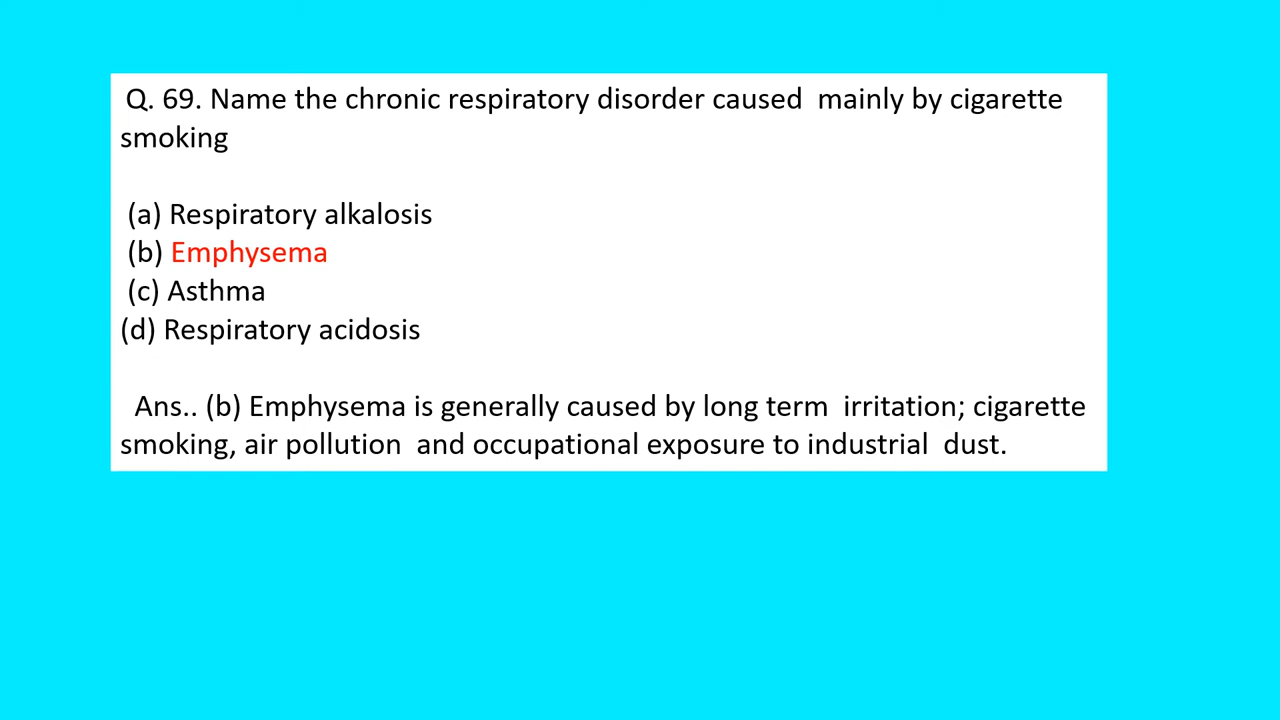 Q. 69. Name the chronic respiratory disorder caused  mainly by cigarette
smoking
(a) Respiratory alkalosis
(b) Emphysema
(c) Asthma
(d) Respiratory acidosis
Ans.. (b) Emphysema is generally caused by long term  irritation; cigarette
smoking, air pollution  and occupational exposure to industrial  dust.